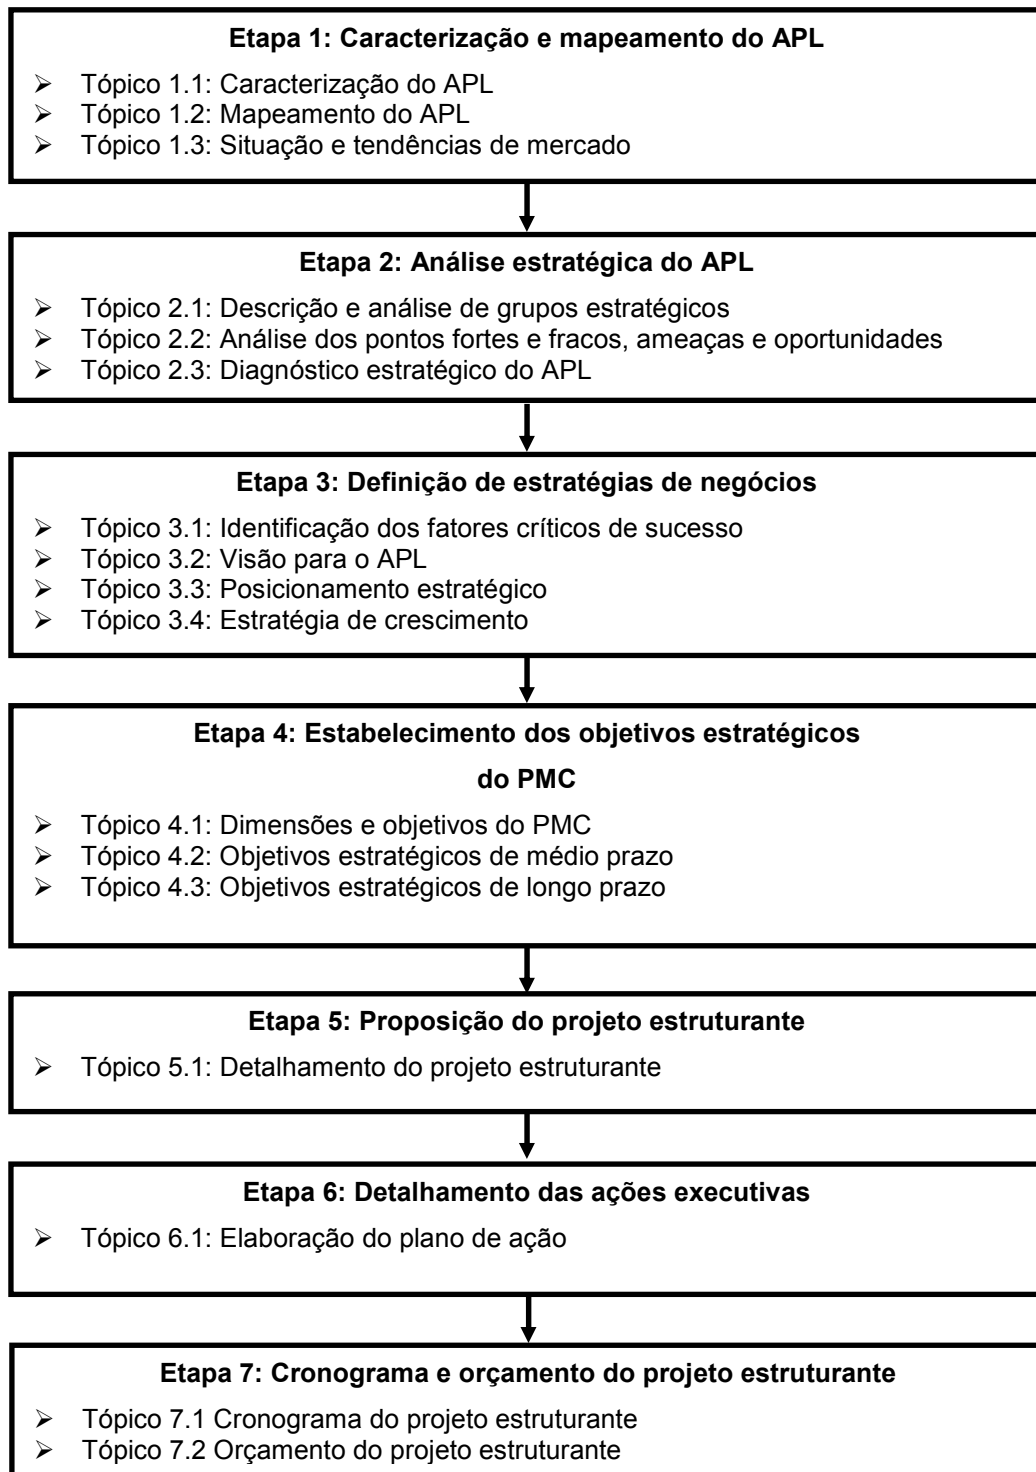 Etapa 1: Caracterização e mapeamento do APL
➢ Tópico 1.1: Caracterização do APL
➢ Tópico 1.2: Mapeamento do APL
➢ Tópico 1.3: Situação e tendências de mercado
Etapa 2: Análise estratégica do APL
➢ Tópico 2.1: Descrição e análise de grupos estratégicos
➢ Tópico 2.2: Análise dos pontos fortes e fracos, ameaças e oportunidades
➢ Tópico 2.3: Diagnóstico estratégico do APL
Etapa 3: Definição de estratégias de negócios
➢ Tópico 3.1: Identificação dos fatores críticos de sucesso
➢ Tópico 3.2: Visão para o APL
➢ Tópico 3.3: Posicionamento estratégico
➢ Tópico 3.4: Estratégia de crescimento
Etapa 4: Estabelecimento dos objetivos estratégicos
do PMC
➢ Tópico 4.1: Dimensões e objetivos do PMC
➢ Tópico 4.2: Objetivos estratégicos de médio prazo
➢ Tópico 4.3: Objetivos estratégicos de longo prazo
Etapa 5: Proposição do projeto estruturante
➢ Tópico 5.1: Detalhamento do projeto estruturante
Etapa 6: Detalhamento das ações executivas
➢ Tópico 6.1: Elaboração do plano de ação
Etapa 7: Cronograma e orçamento do projeto estruturante
➢ Tópico 7.1 Cronograma do projeto estruturante
➢ Tópico 7.2 Orçamento do projeto estruturante